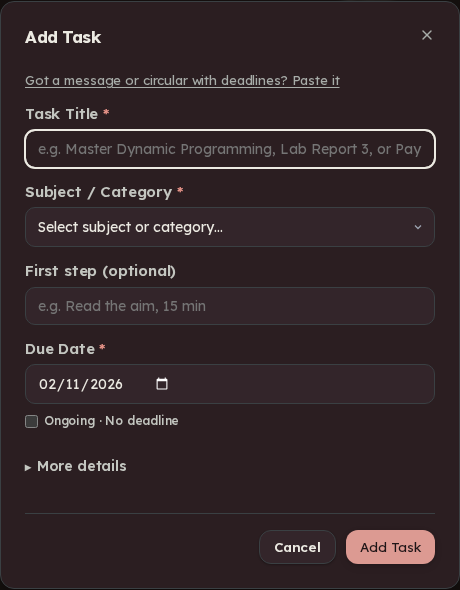 Add Task
×
Got a message or circular with deadlines? Paste it
Task Title *
e.g. Master Dynamic Programming, Lab Report 3, or Pay
Subject / Category *
Select subject or category...
First step (optional)
e.g. Read the aim, 15 min
Due Date *
02/11/2026
Ongoing · No deadline
▸ More details
Cancel
Add Task